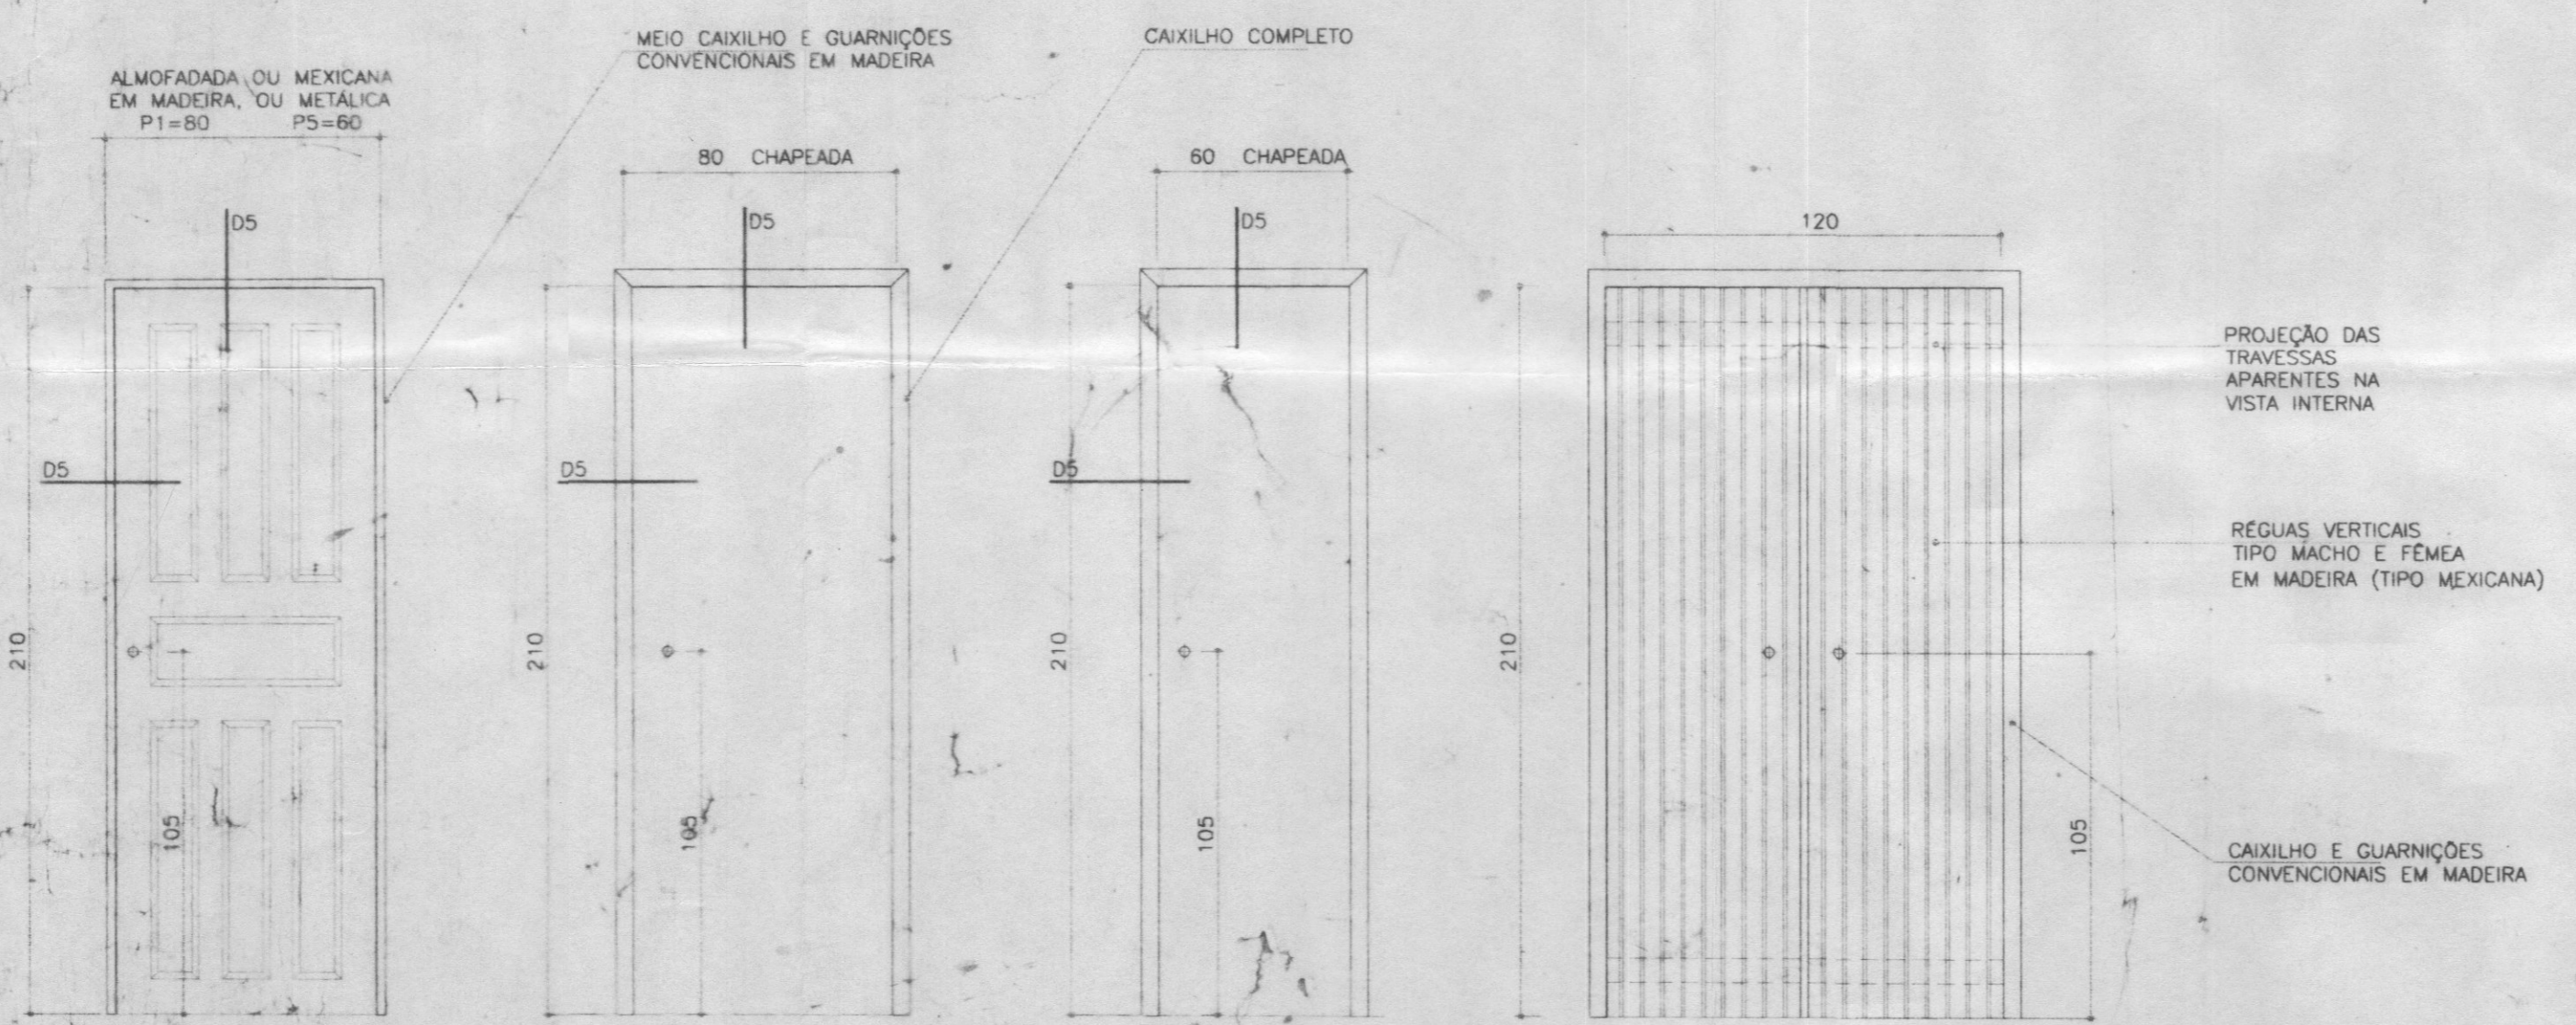 ALMOFADADA OU MEXICANA
EM MADEIRA, OU METÁLICA
P1=80 P5=60
MEIO CAIXILHO E GUARNIÇÕES
CONVENCIONAIS EM MADEIRA
CAIXILHO COMPLETO
80 CHAPEADA
60 CHAPEADA
120
D5
D5
D5
D5
D5
D5
210
105
210
105
210
105
210
105
PROJEÇÃO DAS
TRAVESSAS
APARENTES NA
VISTA INTERNA
RÉGUAS VERTICAIS
TIPO MACHO E FÊMEA
EM MADEIRA (TIPO MEXICANA)
CAIXILHO E GUARNIÇÕES
CONVENCIONAIS EM MADEIRA